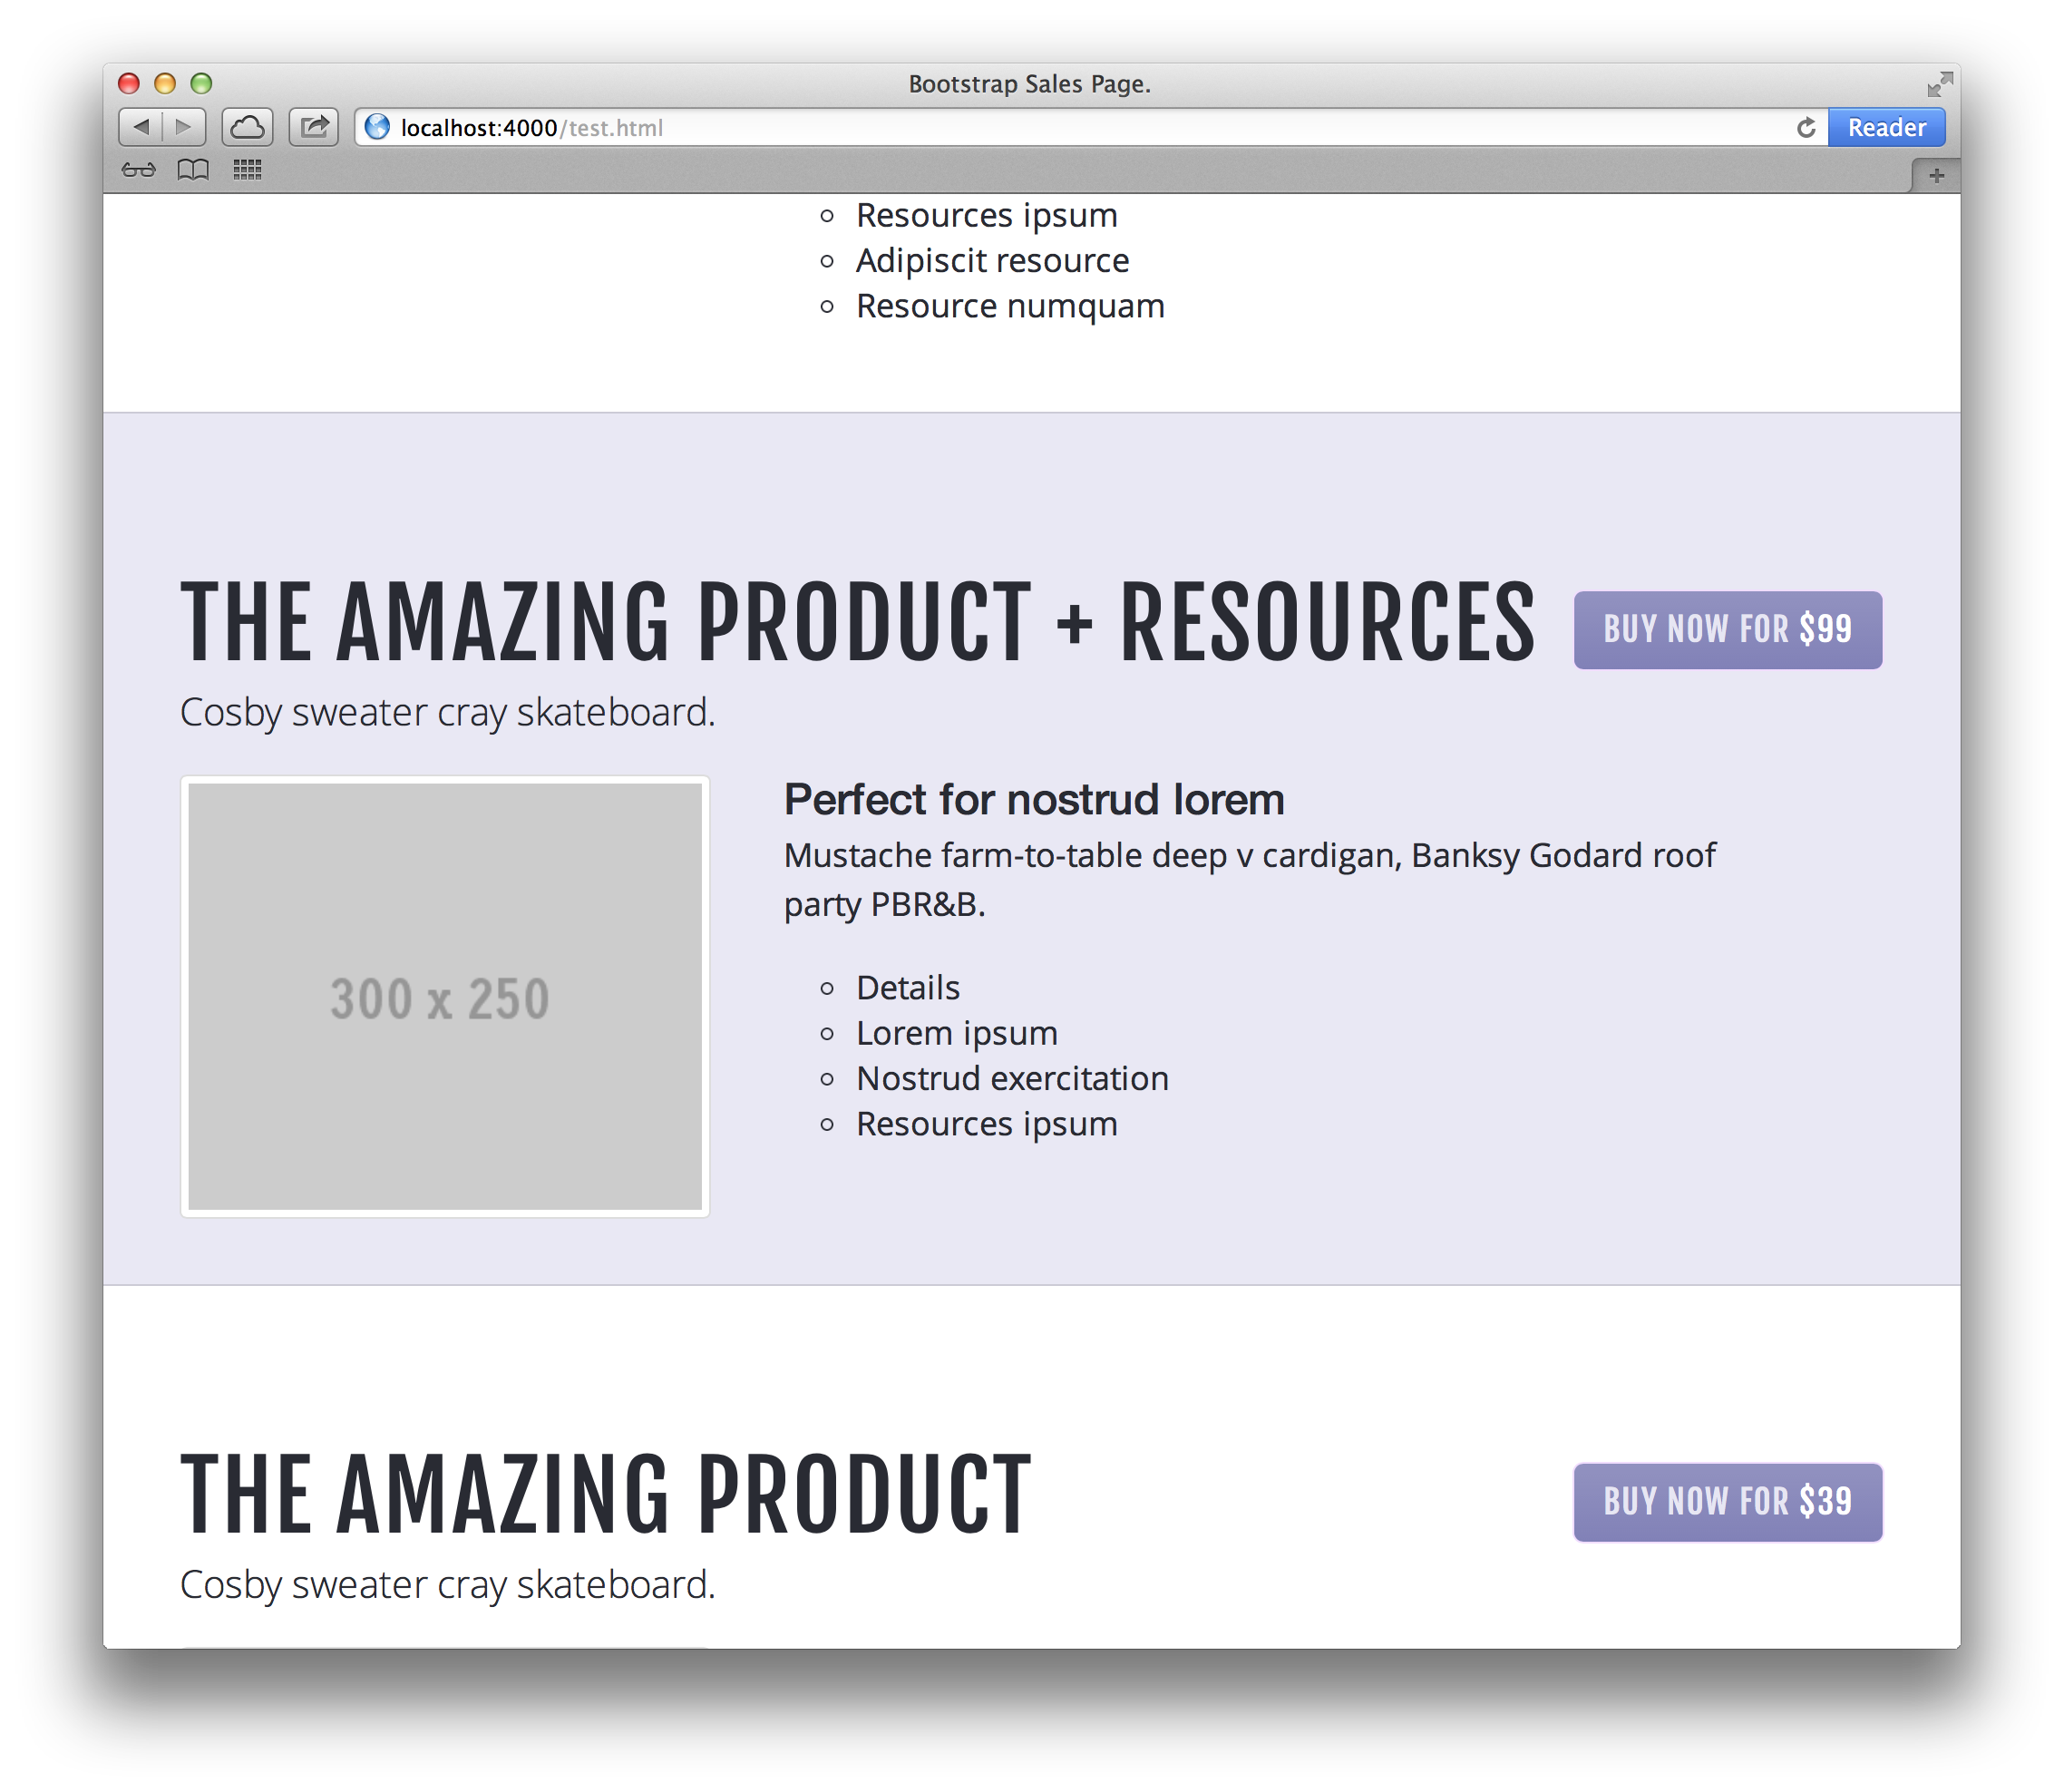 Bootstrap Sales Page.
localhost:4000/test.html
Reader
Resources ipsum
Adipiscit resource
Resource numquam
THE AMAZING PRODUCT + RESOURCES
BUY NOW FOR $99
Cosby sweater cray skateboard.
300 x 250
Perfect for nostrud lorem
Mustache farm-to-table deep v cardigan, Banksy Godard roof
party PBR&B.
Details
Lorem ipsum
Nostrud exercitation
Resources ipsum
THE AMAZING PRODUCT
BUY NOW FOR $39
Cosby sweater cray skateboard.